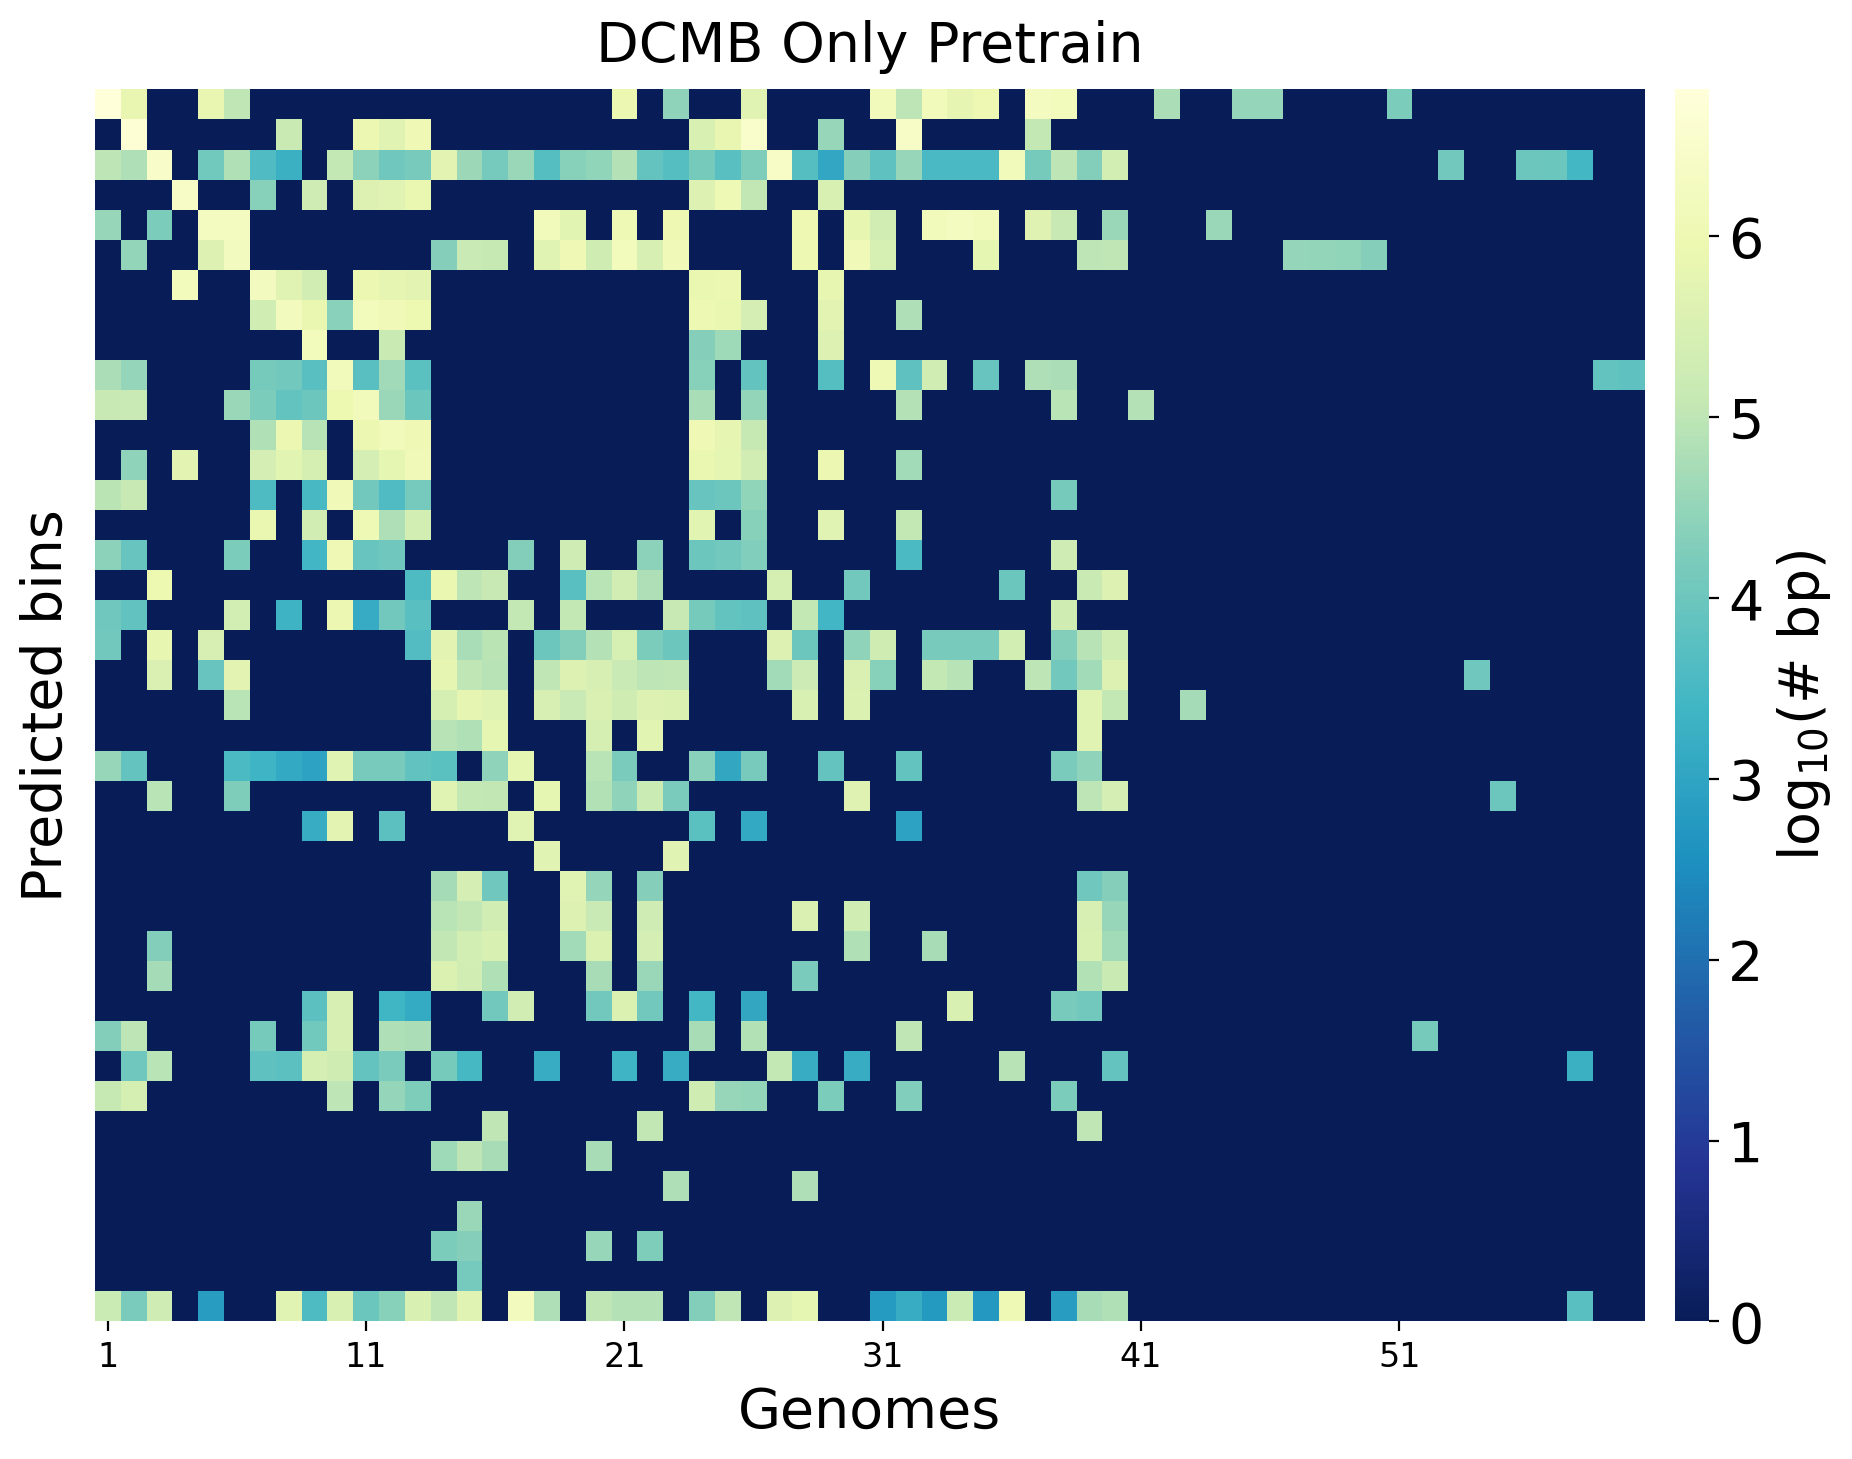 DCMB Only Pretrain
Predicted bins
6
5
4
3
2
1
0
log₁₀(# bp)
1 11 21 31 41 51
Genomes